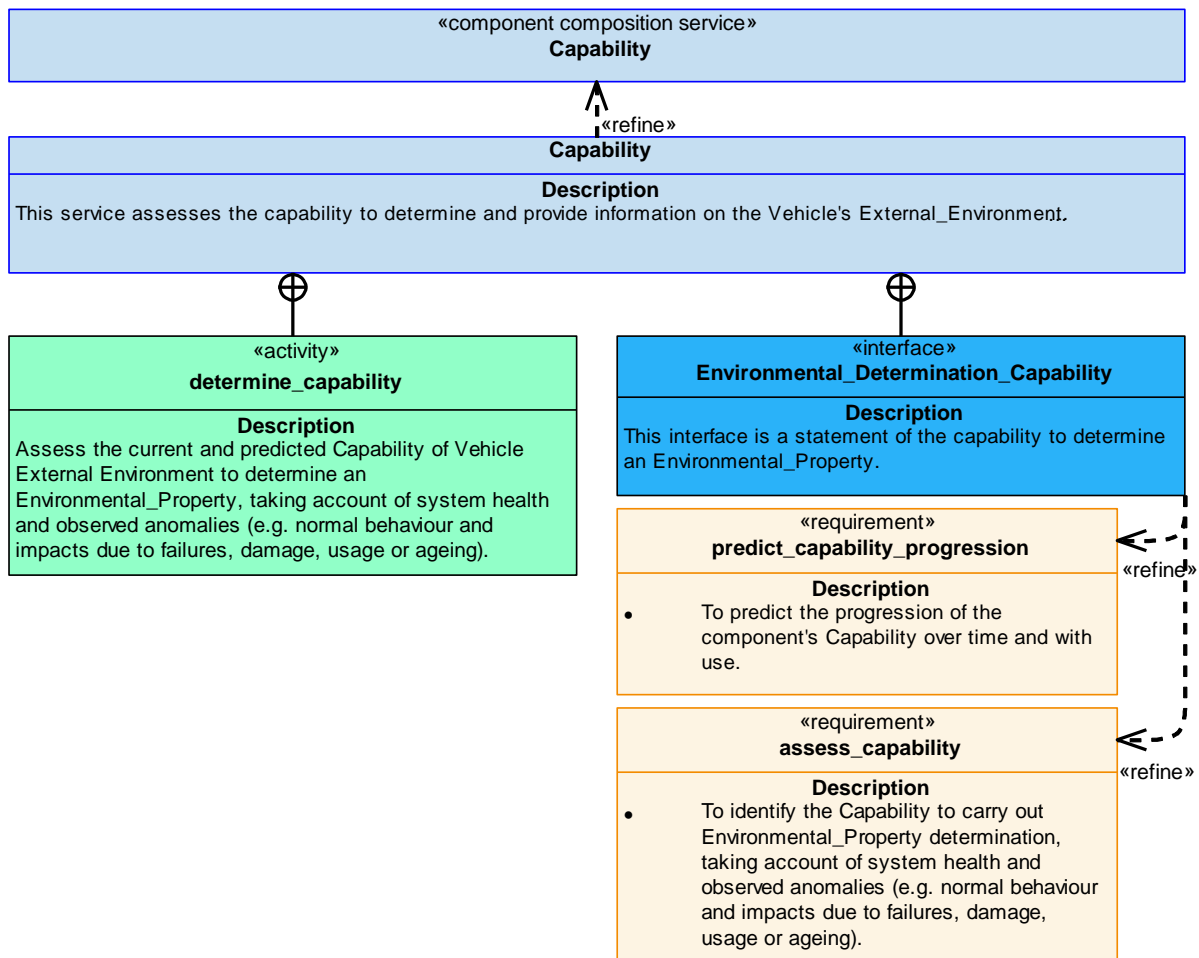 «component composition service»
Capability
«refine»
Capability
Description
This service assesses the capability to determine and provide information on the Vehicle's External_Environment.
«activity»
determine_capability
Description
Assess the current and predicted Capability of Vehicle
External Environment to determine an
Environmental_Property, taking account of system health
and observed anomalies (e.g. normal behaviour and
impacts due to failures, damage, usage or ageing).
«interface»
Environmental_Determination_Capability
Description
This interface is a statement of the capability to determine
an Environmental_Property.
«requirement»
predict_capability_progression
«refine»
Description
• To predict the progression of the
component's Capability over time and with
use.
«requirement»
assess_capability
«refine»
Description
• To identify the Capability to carry out
Environmental_Property determination,
taking account of system health and
observed anomalies (e.g. normal behaviour
and impacts due to failures, damage,
usage or ageing).